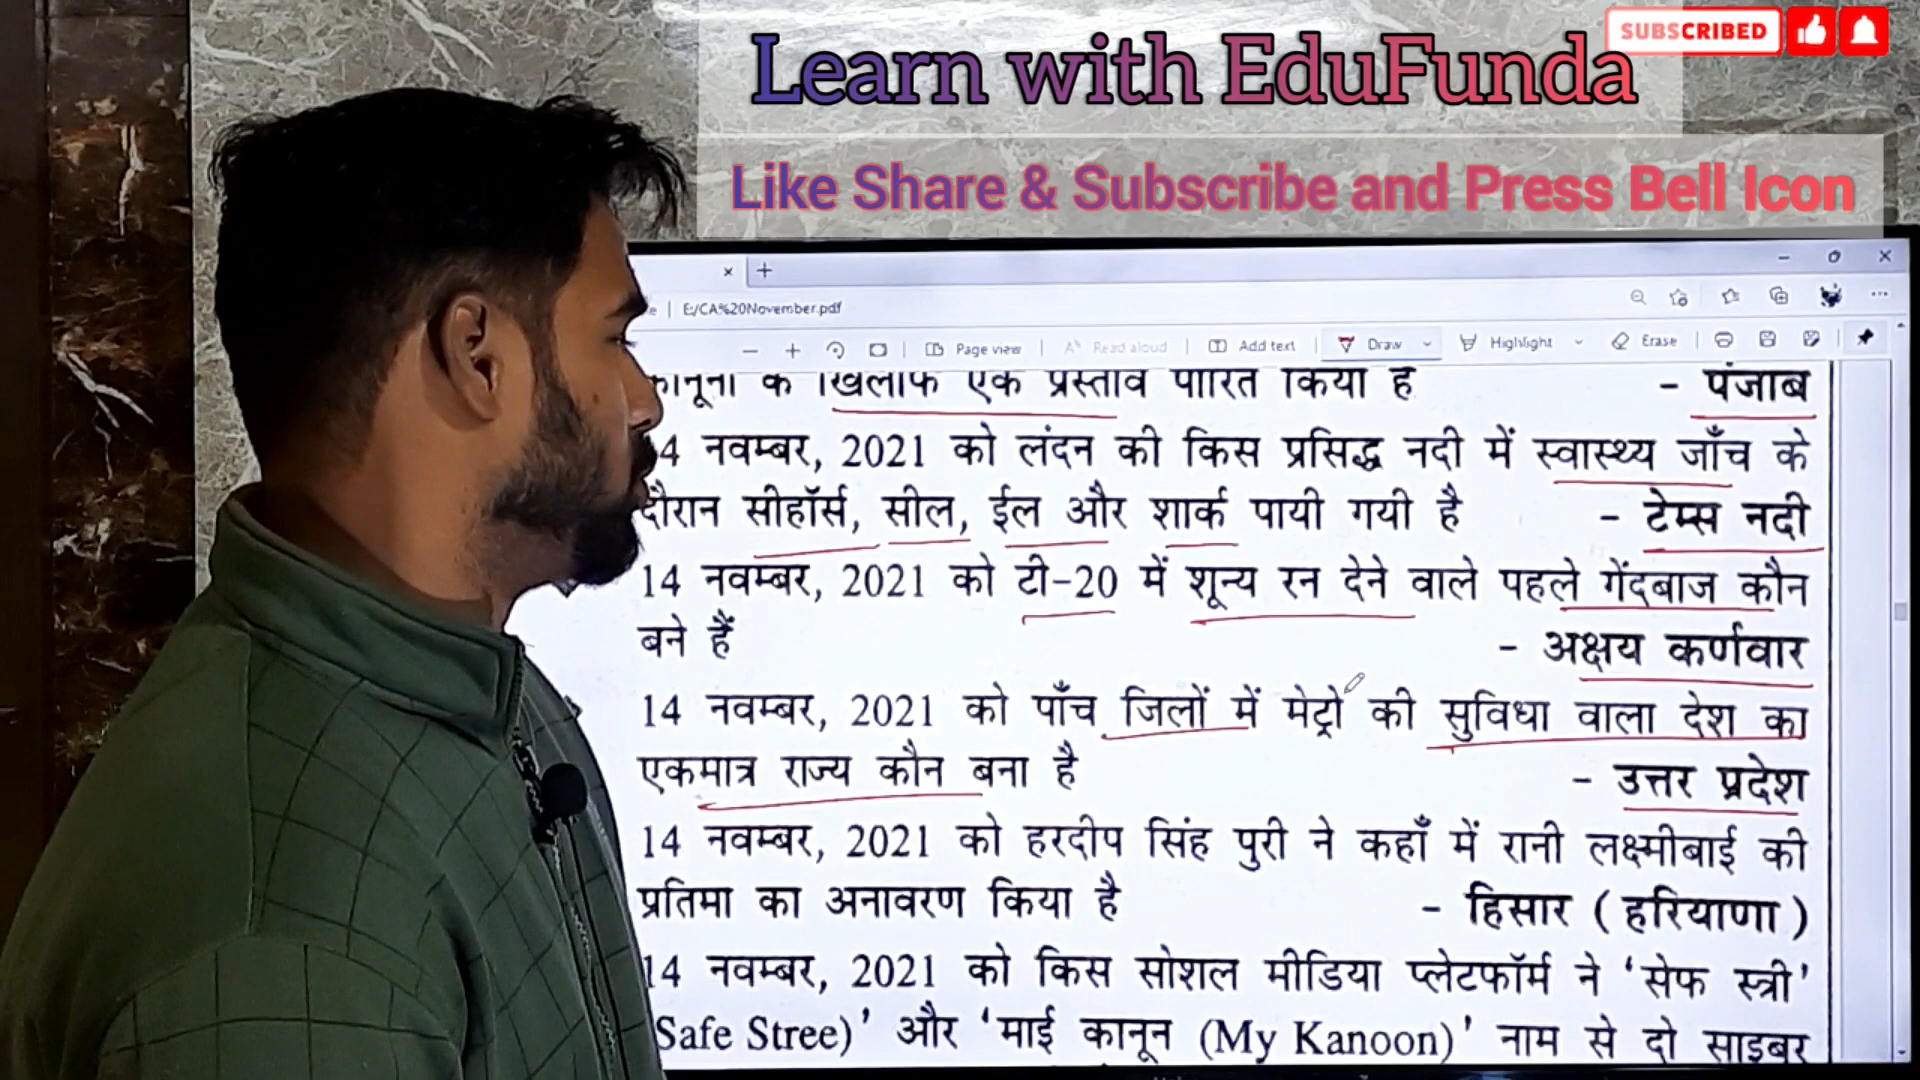 SUBSCRIBED
Learn with EduFunda
Like Share & Subscribe and Press Bell Icon
E:/CA%20November.pdf
Page view Read aloud Add text Draw Highlight Erase
खिलाफ एक प्रस्ताव पारित किया है - पंजाब
14 नवम्बर, 2021 को लंदन की किस प्रसिद्ध नदी में स्वास्थ्य जाँच के
दौरान सीहॉर्स, सील, ईल और शार्क पायी गयी है - टेम्स नदी
14 नवम्बर, 2021 को टी-20 में शून्य रन देने वाले पहले गेंदबाज कौन
बने हैं - अक्षय कर्णवार
14 नवम्बर, 2021 को पाँच जिलों में मेट्रो की सुविधा वाला देश का
एकमात्र राज्य कौन बना है - उत्तर प्रदेश
14 नवम्बर, 2021 को हरदीप सिंह पुरी ने कहाँ में रानी लक्ष्मीबाई की
प्रतिमा का अनावरण किया है - हिसार ( हरियाणा )
14 नवम्बर, 2021 को किस सोशल मीडिया प्लेटफॉर्म ने ‘सेफ स्त्री’
Safe Stree)’ और ‘माई कानून (My Kanoon)’ नाम से दो साइबर